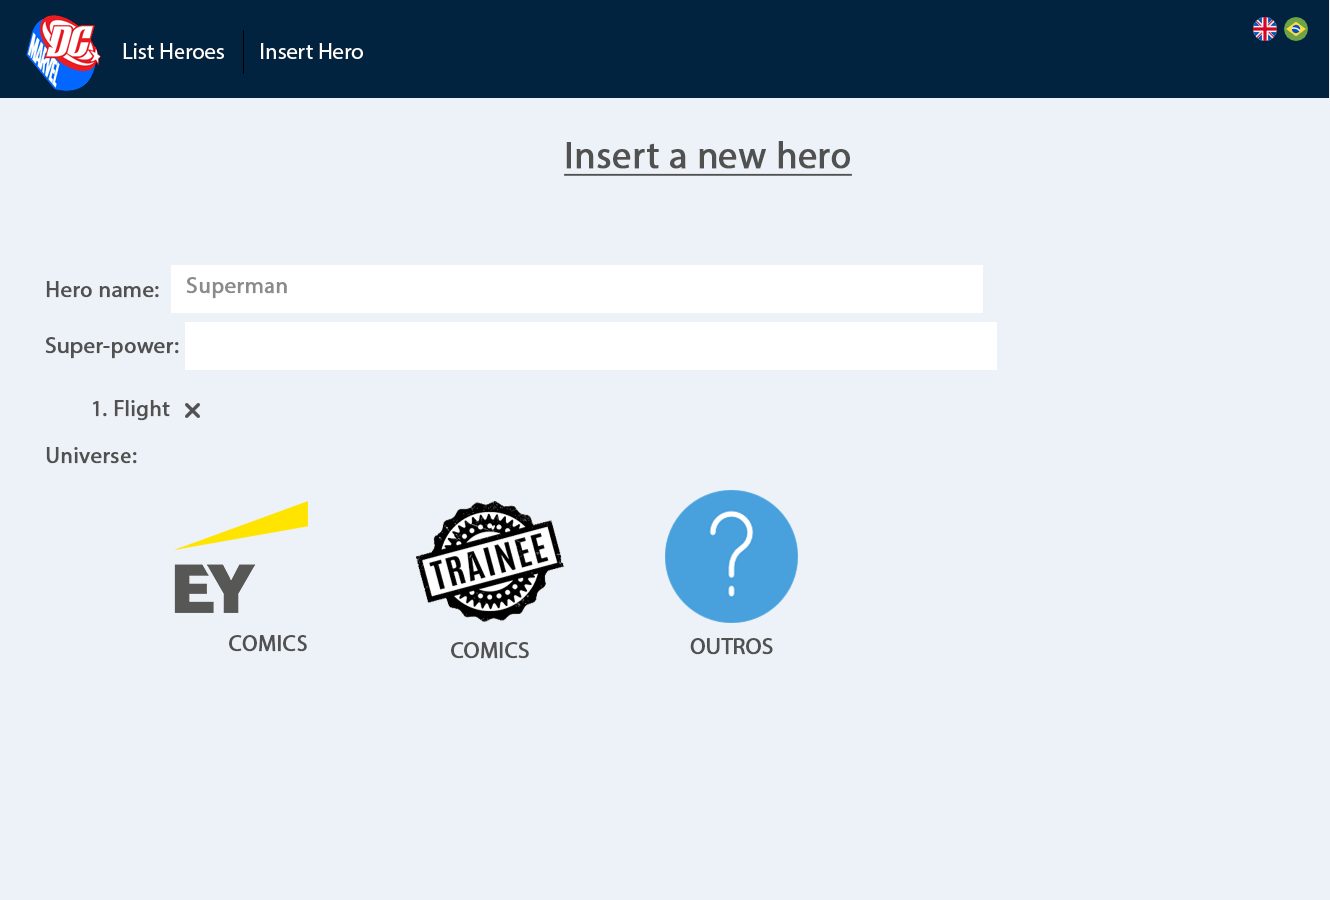 DC
MARVEL
List Heroes
Insert Hero
Insert a new hero
Hero name:
Superman
Super-power:
1. Flight
Universe:
EY
COMICS
TRAINEE
COMICS
?
OUTROS